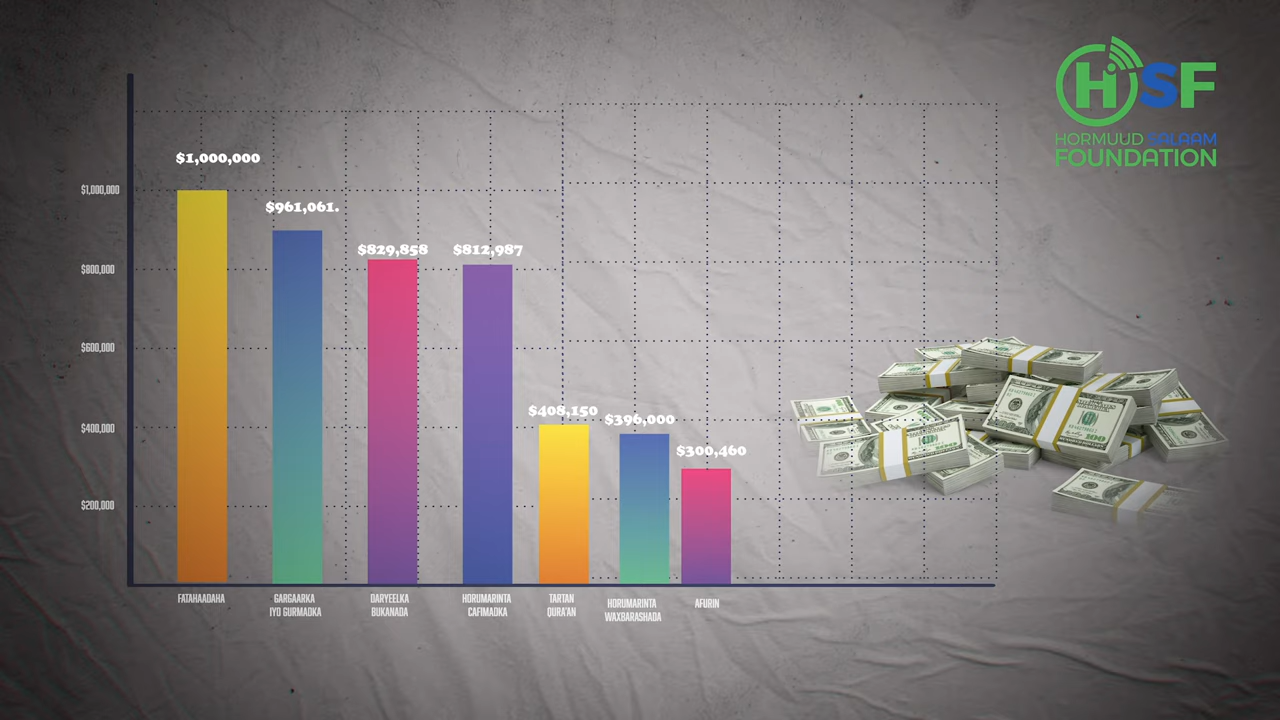 HSF
HORMUUD SALAAM
FOUNDATION
$1,000,000
$961,061.
$829,858
$812,987
$408,150
$396,000
$300,460
$1,000,000
$800,000
$600,000
$400,000
$200,000
FATAHAADAHA
GARGAARKA
IYO GURMADKA
DARYEELKA
BUKANADA
HORUMARINTA
CAFIMADKA
TARTAN
QURA'AN
HORUMARINTA
WAXBARASHADA
AFURIN
100